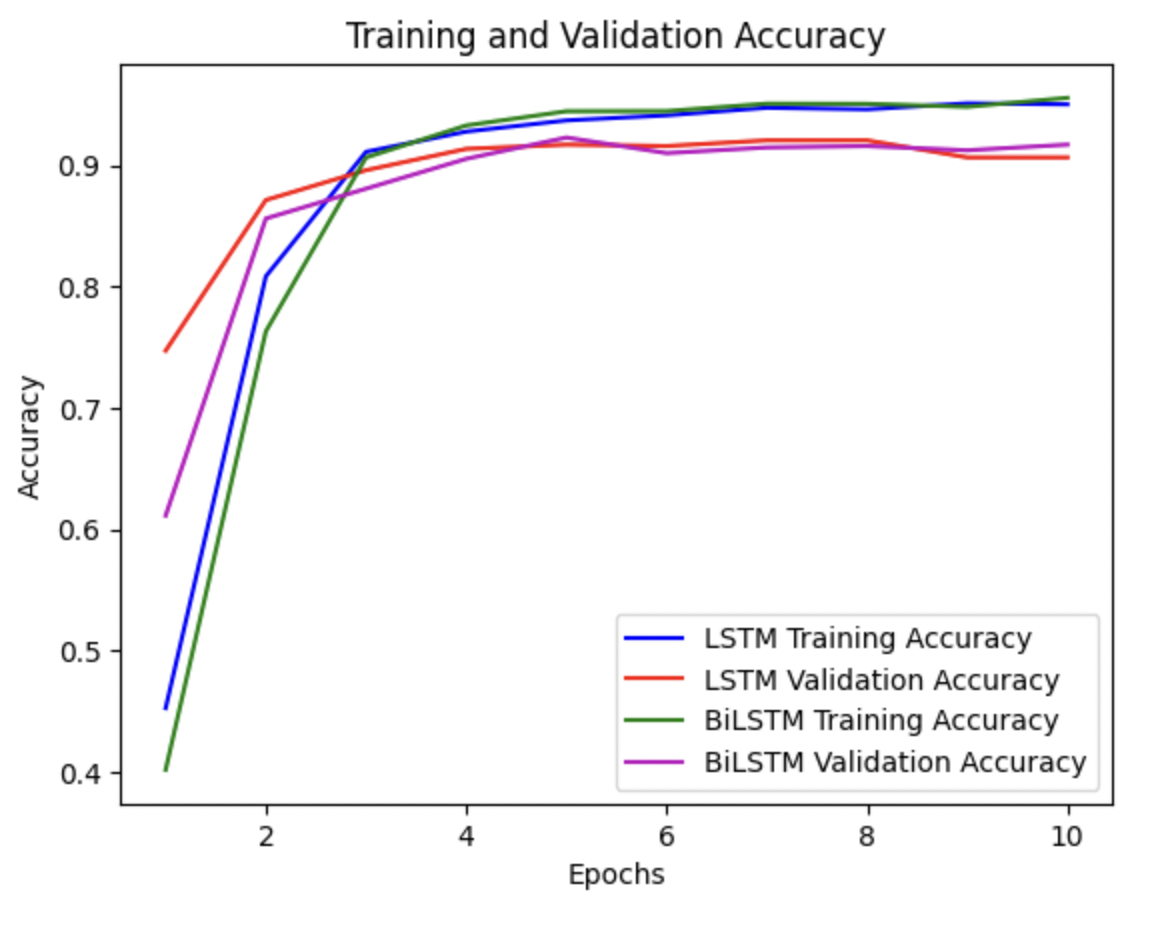 Training and Validation Accuracy
Accuracy
0.9
0.8
0.7
0.6
0.5
0.4
LSTM Training Accuracy
LSTM Validation Accuracy
BiLSTM Training Accuracy
BiLSTM Validation Accuracy
2 4 6 8 10
Epochs